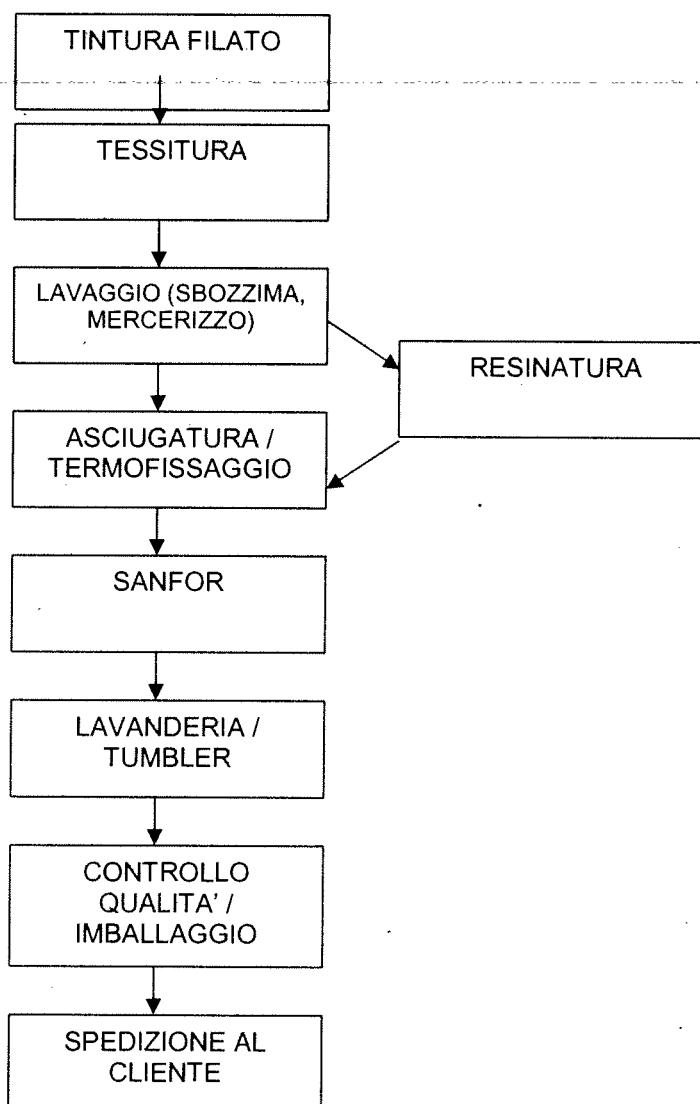 TINTURA FILATO
TESSITURA
LAVAGGIO (SBOZZIMA,
MERCERIZZO)
RESINATURA
ASCIUGATURA /
TERMOFISSAGGIO
SANFOR
LAVANDERIA /
TUMBLER
CONTROLLO
QUALITA' /
IMBALLAGGIO
SPEDIZIONE AL
CLIENTE